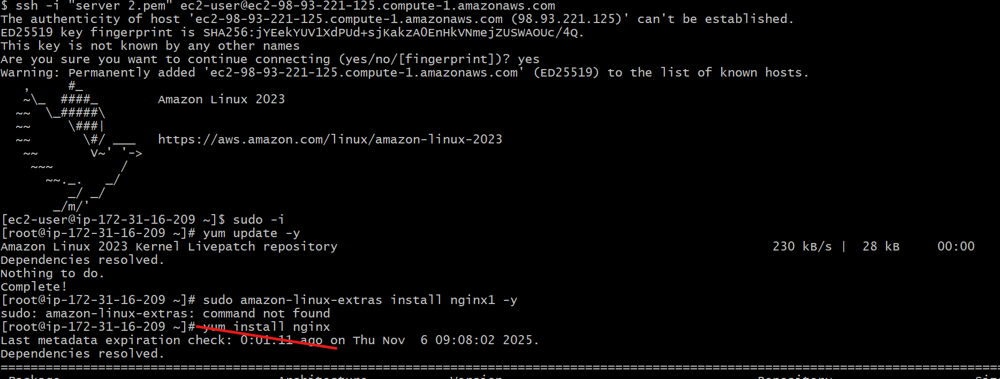 $ ssh -i "server 2.pem" ec2-user@ec2-98-93-221-125.compute-1.amazonaws.com
The authenticity of host 'ec2-98-93-221-125.compute-1.amazonaws.com (98.93.221.125)' can't be established.
ED25519 key fingerprint is SHA256:jYEekYUV1XdPUd+sjKakzA0EnHkVNmejZUSWAOUc/4Q.
This key is not known by any other names
Are you sure you want to continue connecting (yes/no/[fingerprint])? yes
Warning: Permanently added 'ec2-98-93-221-125.compute-1.amazonaws.com' (ED25519) to the list of known hosts.
   ,     #_
   ~\_  ####_        Amazon Linux 2023
  ~~  \_#####\
  ~~     \###|
  ~~       \#/ ___   https://aws.amazon.com/linux/amazon-linux-2023
   ~~       V~' '->
    ~~~         /
      ~~._.   _/
         _/ _/
       _/m/'
[ec2-user@ip-172-31-16-209 ~]$ sudo -i
[root@ip-172-31-16-209 ~]# yum update -y
Amazon Linux 2023 Kernel Livepatch repository 230 kB/s | 28 kB 00:00
Dependencies resolved.
Nothing to do.
Complete!
[root@ip-172-31-16-209 ~]# sudo amazon-linux-extras install nginx1 -y
sudo: amazon-linux-extras: command not found
[root@ip-172-31-16-209 ~]# yum install nginx
Last metadata expiration check: 0:01:11 ago on Thu Nov  6 09:08:02 2025.
Dependencies resolved.
================================================================================
Package Architecture Version Repository Size